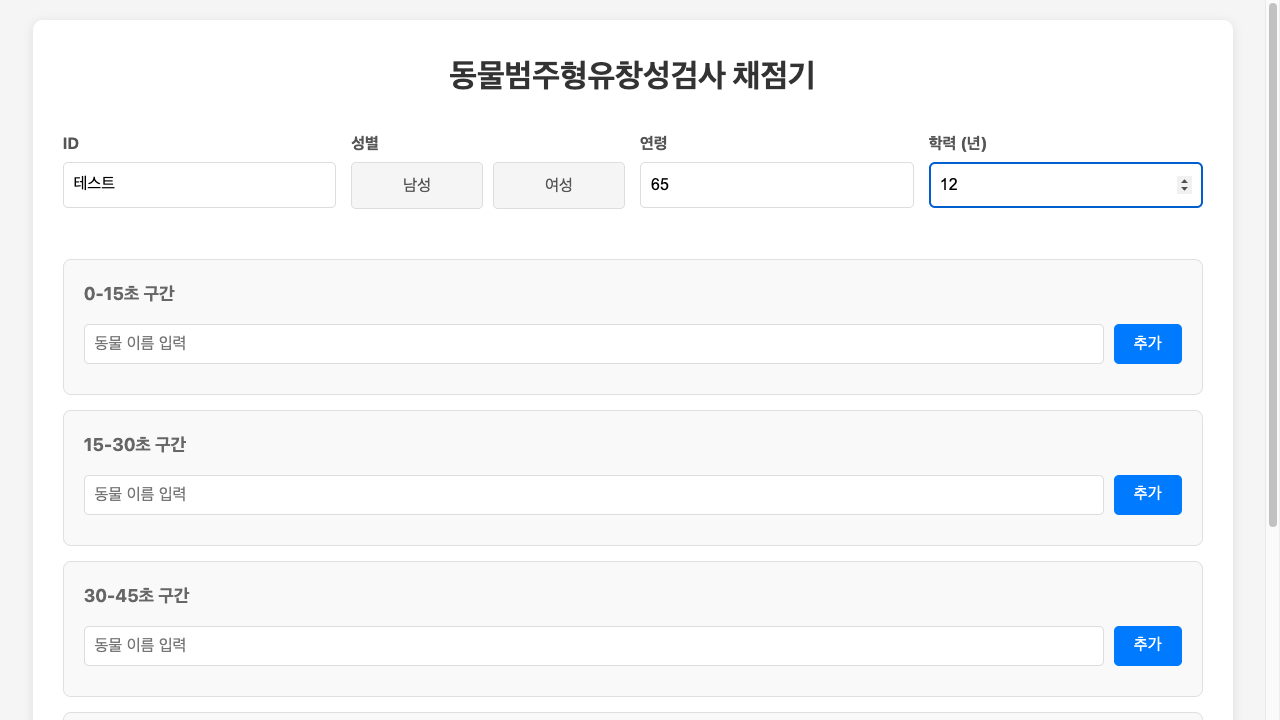 동물범주형유창성검사 채점기
ID
성별
연령
학력 (년)
테스트
남성
여성
65
12
0-15초 구간
동물 이름 입력
추가
15-30초 구간
동물 이름 입력
추가
30-45초 구간
동물 이름 입력
추가